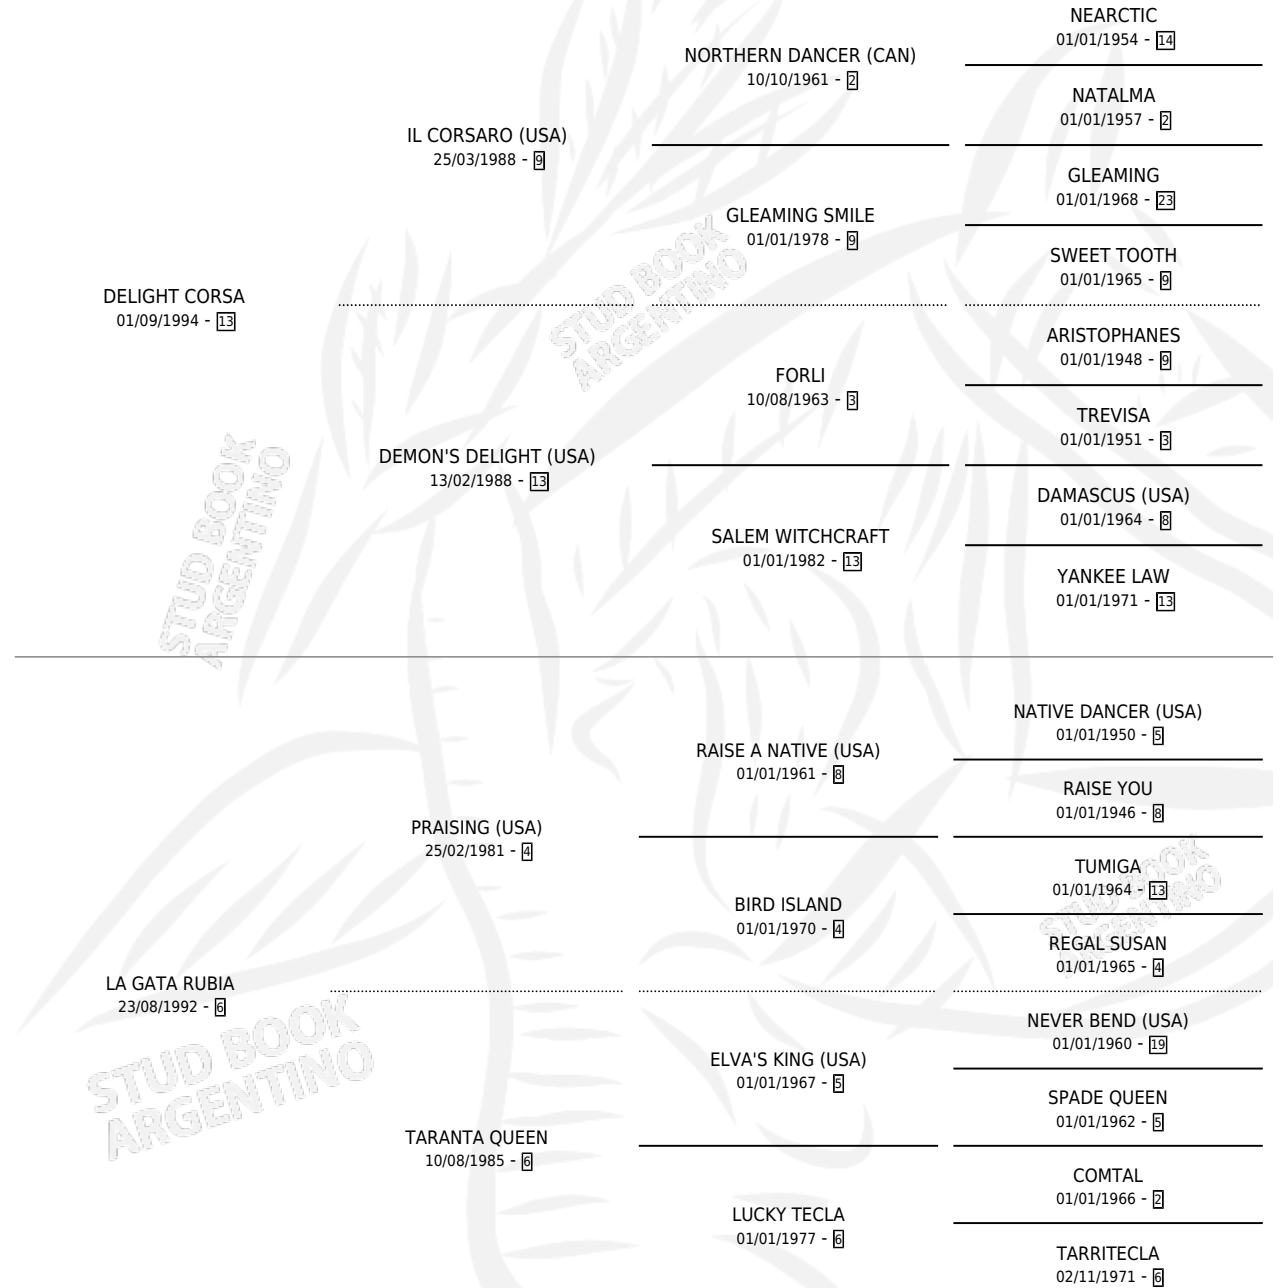 NEARCTIC
01/01/1954 - 14
NORTHERN DANCER (CAN)
10/10/1961 - 2
NATALMA
01/01/1957 - 2
IL CORSARO (USA)
25/03/1988 - 9
GLEAMING
01/01/1968 - 23
GLEAMING SMILE
01/01/1978 - 9
SWEET TOOTH
01/01/1965 - 9
STUD BOOK
ARGENTINO
DELIGHT CORSA
01/09/1994 - 13
ARISTOPHANES
01/01/1948 - 9
FORLI
10/08/1963 - 3
TREVISA
01/01/1951 - 3
DEMON'S DELIGHT (USA)
13/02/1988 - 13
DAMASCUS (USA)
01/01/1964 - 8
SALEM WITCHCRAFT
01/01/1982 - 13
YANKEE LAW
01/01/1971 - 13
STUD BOOK
ARGENTINO
NATIVE DANCER (USA)
01/01/1950 - 5
RAISE A NATIVE (USA)
01/01/1961 - 8
RAISE YOU
01/01/1946 - 8
PRAISING (USA)
25/02/1981 - 4
TUMIGA
01/01/1964 - 13
BIRD ISLAND
01/01/1970 - 4
REGAL SUSAN
01/01/1965 - 4
STUD BOOK
ARGENTINO
LA GATA RUBIA
23/08/1992 - 6
NEVER BEND (USA)
01/01/1960 - 19
ELVA'S KING (USA)
01/01/1967 - 5
SPADE QUEEN
01/01/1962 - 5
STUD BOOK
ARGENTINO
TARANTA QUEEN
10/08/1985 - 6
COMTAL
01/01/1966 - 2
LUCKY TECLA
01/01/1977 - 6
TARRITECLA
02/11/1971 - 6